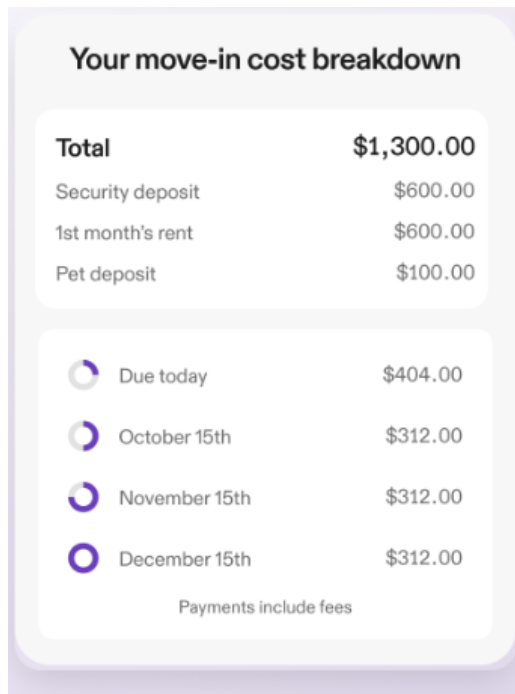 Your move-in cost breakdown
Total $1,300.00
Security deposit $600.00
1st month's rent $600.00
Pet deposit $100.00
Due today $404.00
October 15th $312.00
November 15th $312.00
December 15th $312.00
Payments include fees